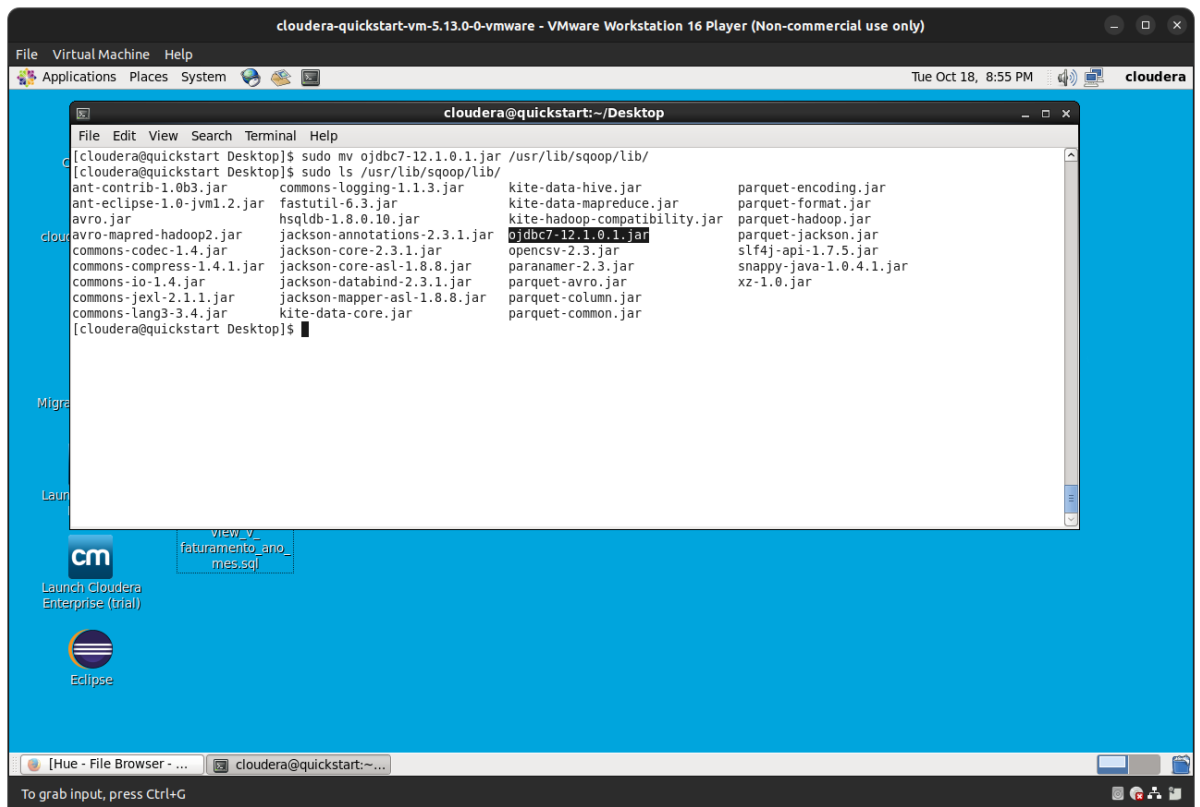 cloudera-quickstart-vm-5.13.0-0-vmware - VMware Workstation 16 Player (Non-commercial use only)
File Virtual Machine Help
Applications Places System Tue Oct 18, 8:55 PM cloudera
cloudera@quickstart:~/Desktop
File Edit View Search Terminal Help
[cloudera@quickstart Desktop]$ sudo mv ojdbc7-12.1.0.1.jar /usr/lib/sqoop/lib/
[cloudera@quickstart Desktop]$ sudo ls /usr/lib/sqoop/lib/
ant-contrib-1.0b3.jar commons-logging-1.1.3.jar kite-data-hive.jar parquet-encoding.jar
ant-eclipse-1.0-jvm1.2.jar fastutil-6.3.jar kite-data-mapreduce.jar parquet-format.jar
avro.jar hsqldb-1.8.0.10.jar kite-hadoop-compatibility.jar parquet-hadoop.jar
avro-mapred-hadoop2.jar jackson-annotations-2.3.1.jar ojdbc7-12.1.0.1.jar parquet-jackson.jar
commons-codec-1.4.jar jackson-core-2.3.1.jar opencsv-2.3.jar slf4j-api-1.7.5.jar
commons-compress-1.4.1.jar jackson-core-asl-1.8.8.jar paranamer-2.3.jar snappy-java-1.0.4.1.jar
commons-io-1.4.jar jackson-databind-2.3.1.jar parquet-avro.jar xz-1.0.jar
commons-jexl-2.1.1.jar jackson-mapper-asl-1.8.8.jar parquet-column.jar
commons-lang3-3.4.jar kite-data-core.jar parquet-common.jar
[cloudera@quickstart Desktop]$
cloud
Migra
Laun
view_v_
faturamento_ano_
mes.sql
cm
Launch Cloudera
Enterprise (trial)
Eclipse
[Hue - File Browser - ... cloudera@quickstart:~...
To grab input, press Ctrl+G